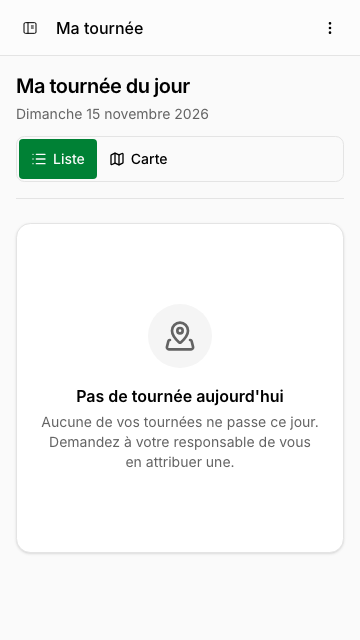 Ma tournée
Ma tournée du jour
Dimanche 15 novembre 2026
Liste
Carte
Pas de tournée aujourd'hui
Aucune de vos tournées ne passe ce jour.
Demandez à votre responsable de vous
en attribuer une.